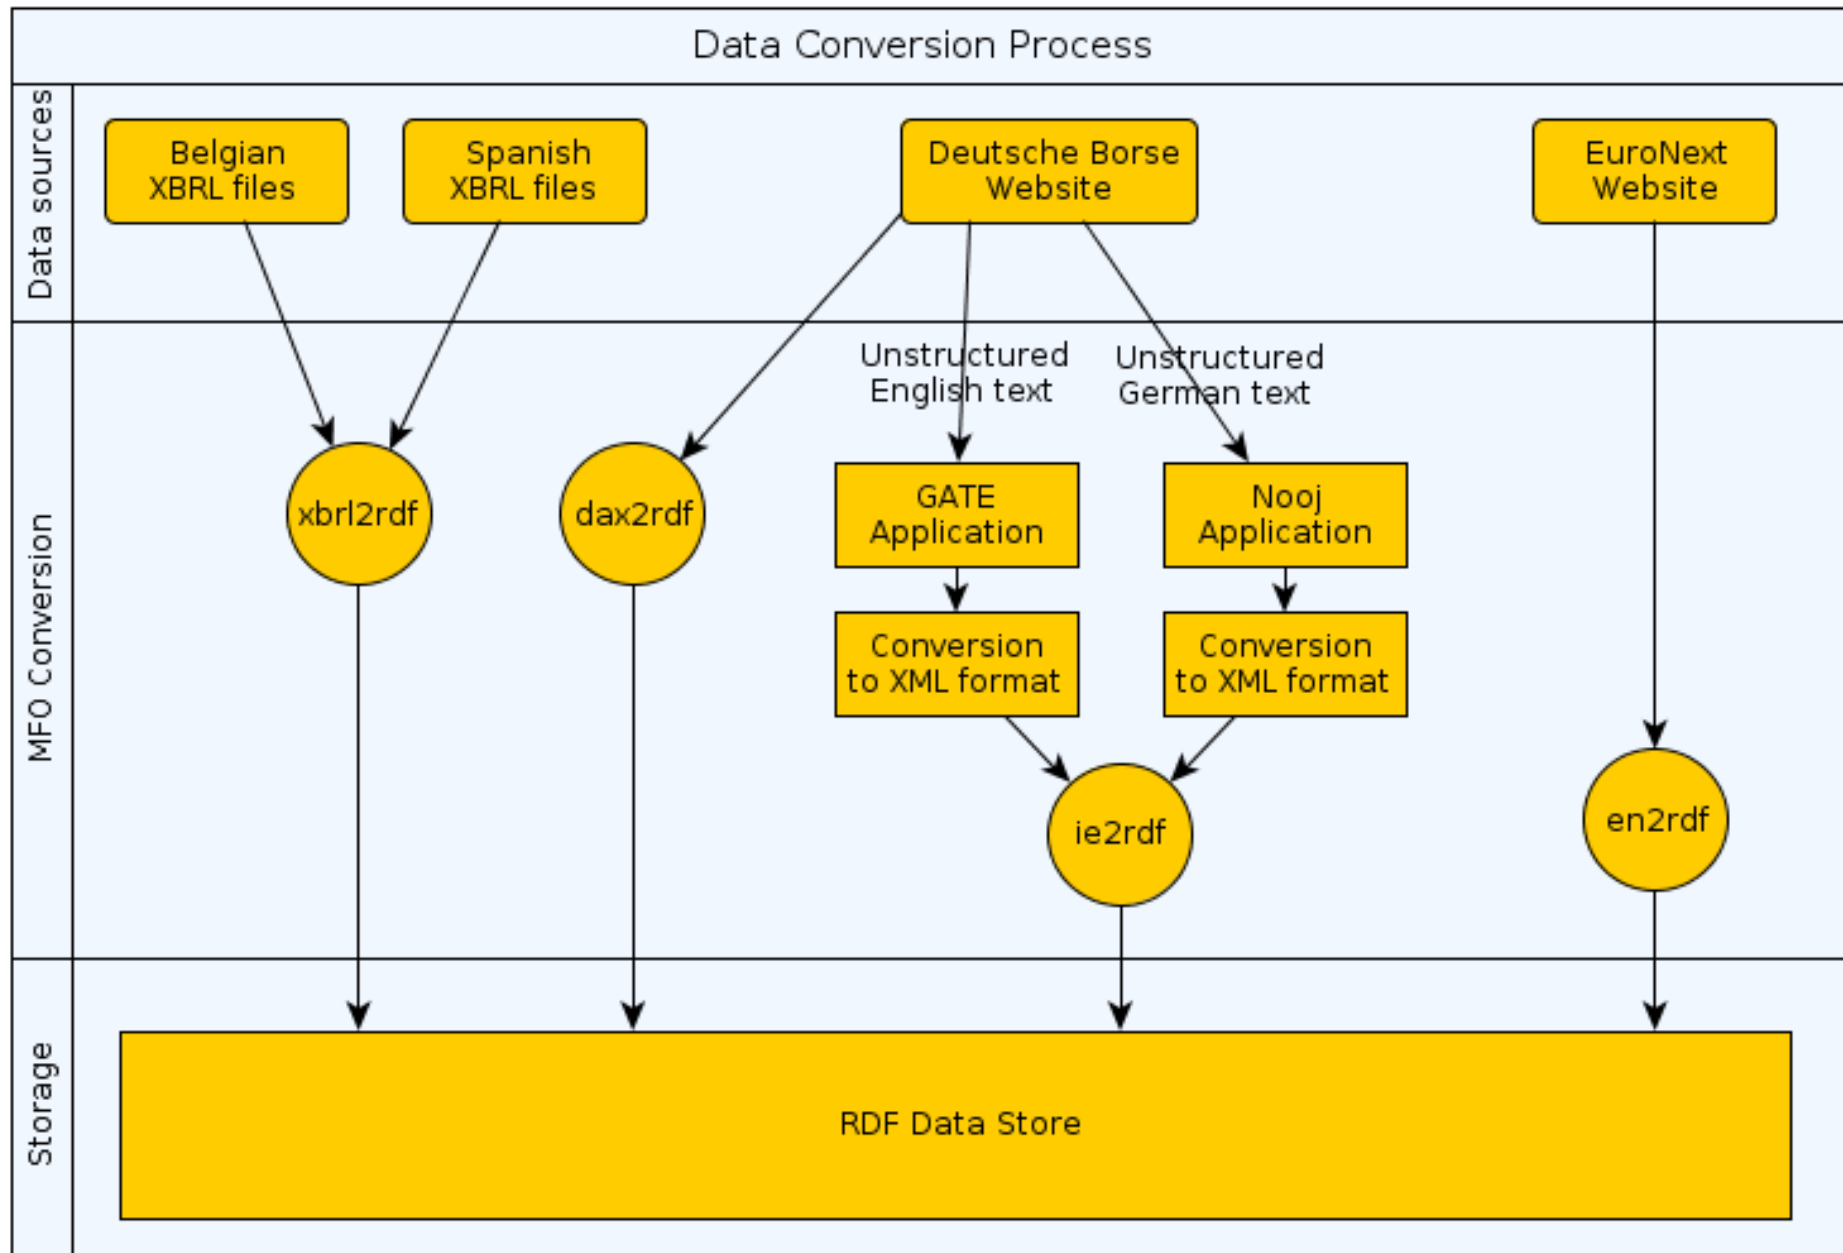 Data Conversion Process
Data sources
Belgian
XBRL files
Spanish
XBRL files
Deutsche Borse
Website
EuroNext
Website
MFO Conversion
Unstructured
English text
Unstructured
German text
xbrl2rdf
dax2rdf
GATE
Application
Nooj
Application
Conversion
to XML format
Conversion
to XML format
ie2rdf
en2rdf
Storage
RDF Data Store